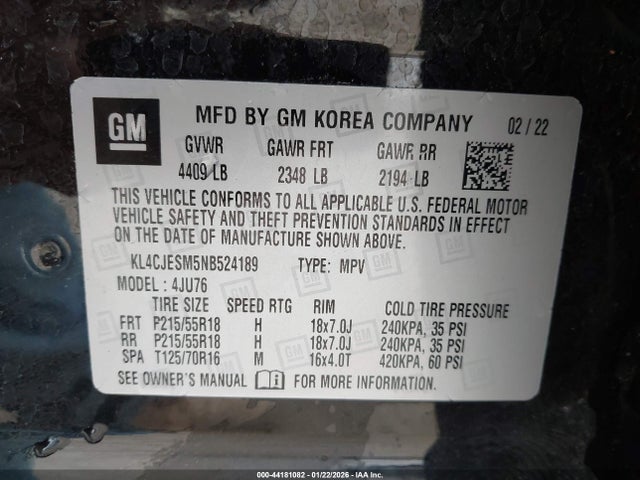 GM
MFD BY GM KOREA COMPANY 02 / 22
GVWR GAWR FRT GAWR RR
4409 LB 2348 LB 2194 LB
THIS VEHICLE CONFORMS TO ALL APPLICABLE U.S. FEDERAL MOTOR
VEHICLE SAFETY AND THEFT PREVENTION STANDARDS IN EFFECT
ON THE DATE OF MANUFACTURE SHOWN ABOVE.
KL4CJESM5NB524189 TYPE: MPV
MODEL : 4JU76
TIRE SIZE SPEED RTG RIM COLD TIRE PRESSURE
FRT P215/55R18 H 18x7.0J 240KPA, 35 PSI
RR P215/55R18 H 18x7.0J 240KPA, 35 PSI
SPA T125/70R16 M 16x4.0T 420KPA, 60 PSI
SEE OWNER'S MANUAL FOR MORE INFORMATION.
000-44181082 - 01/22/2026 - IAA Inc.